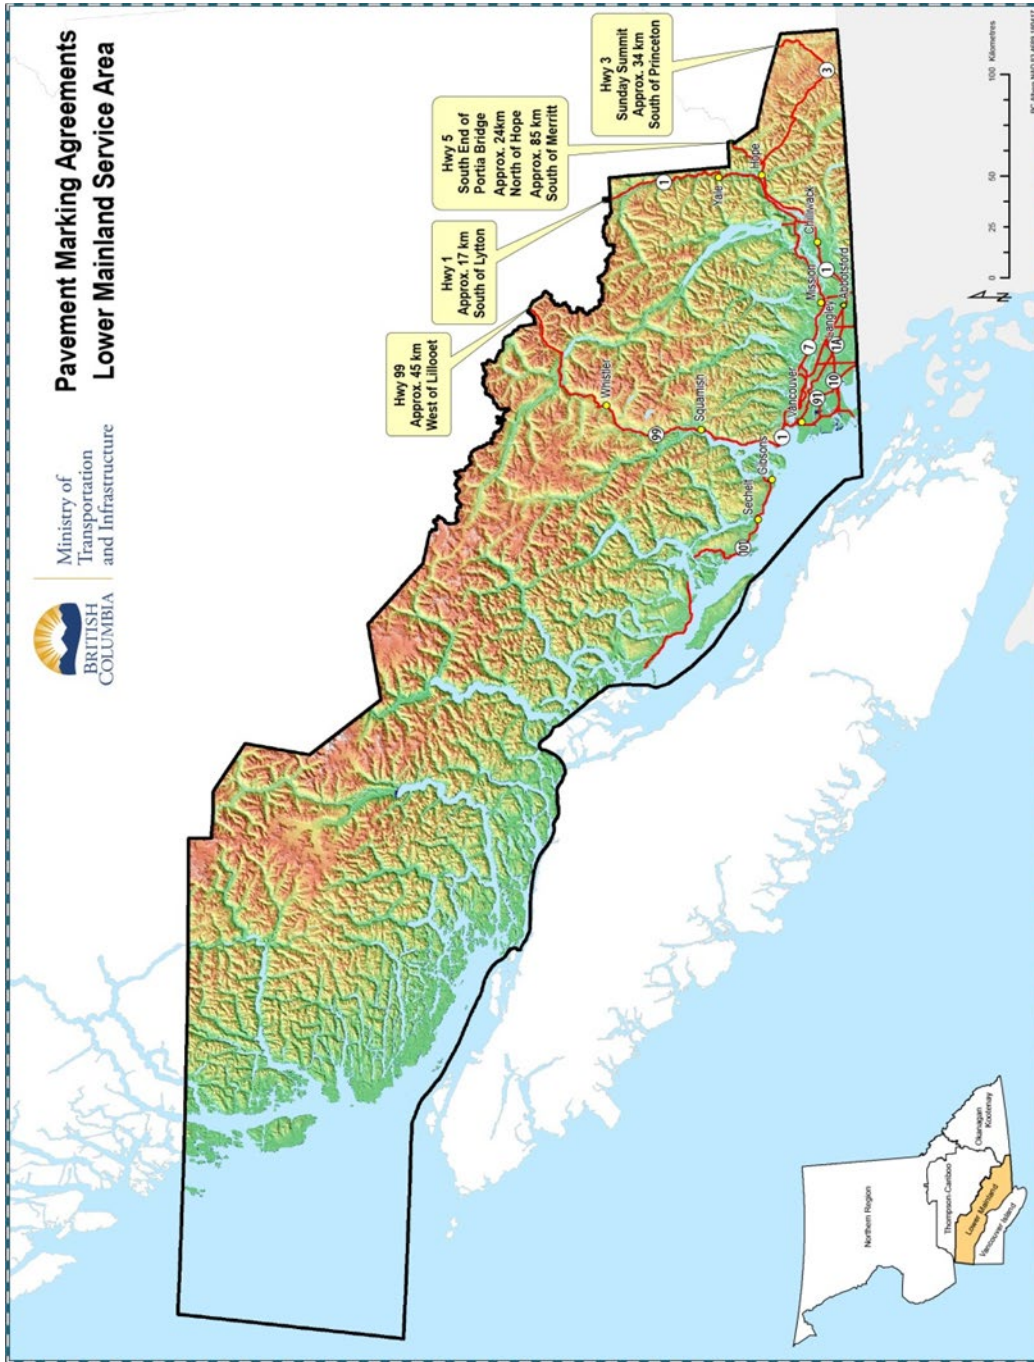 BRITISH
COLUMBIA
Ministry of
Transportation
and Infrastructure
Pavement Marking Agreements
Lower Mainland Service Area
Hwy 99
Approx. 45 km
West of Lillooet
Hwy 1
Approx. 17 km
South of Lytton
Hwy 5
South End of
Portia Bridge
Approx. 24km
North of Hope
Approx. 85 km
South of Merritt
Hwy 3
Sunday Summit
Approx. 34 km
South of Princeton
Whistler
99
Squamish
1
Yale
Hope
3
101
Sechelt
Gibsons
1
Vancouver
7
91
10
1A
Langley
Mission
1
Abbotsford
Chilliwack
N
0 25 50 100 Kilometres
Northern Region
Thompson-Cariboo
Okanagan
Kootenay
Lower Mainland
Vancouver Island